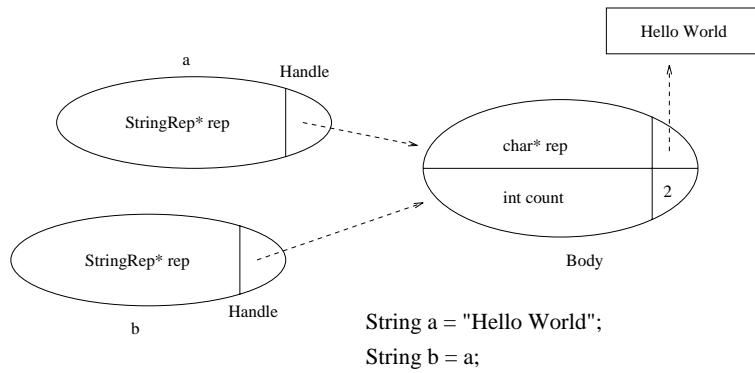 Hello World
a
Handle
StringRep* rep
char* rep
int count
2
StringRep* rep
Body
Handle
b
String a = "Hello World";
String b = a;